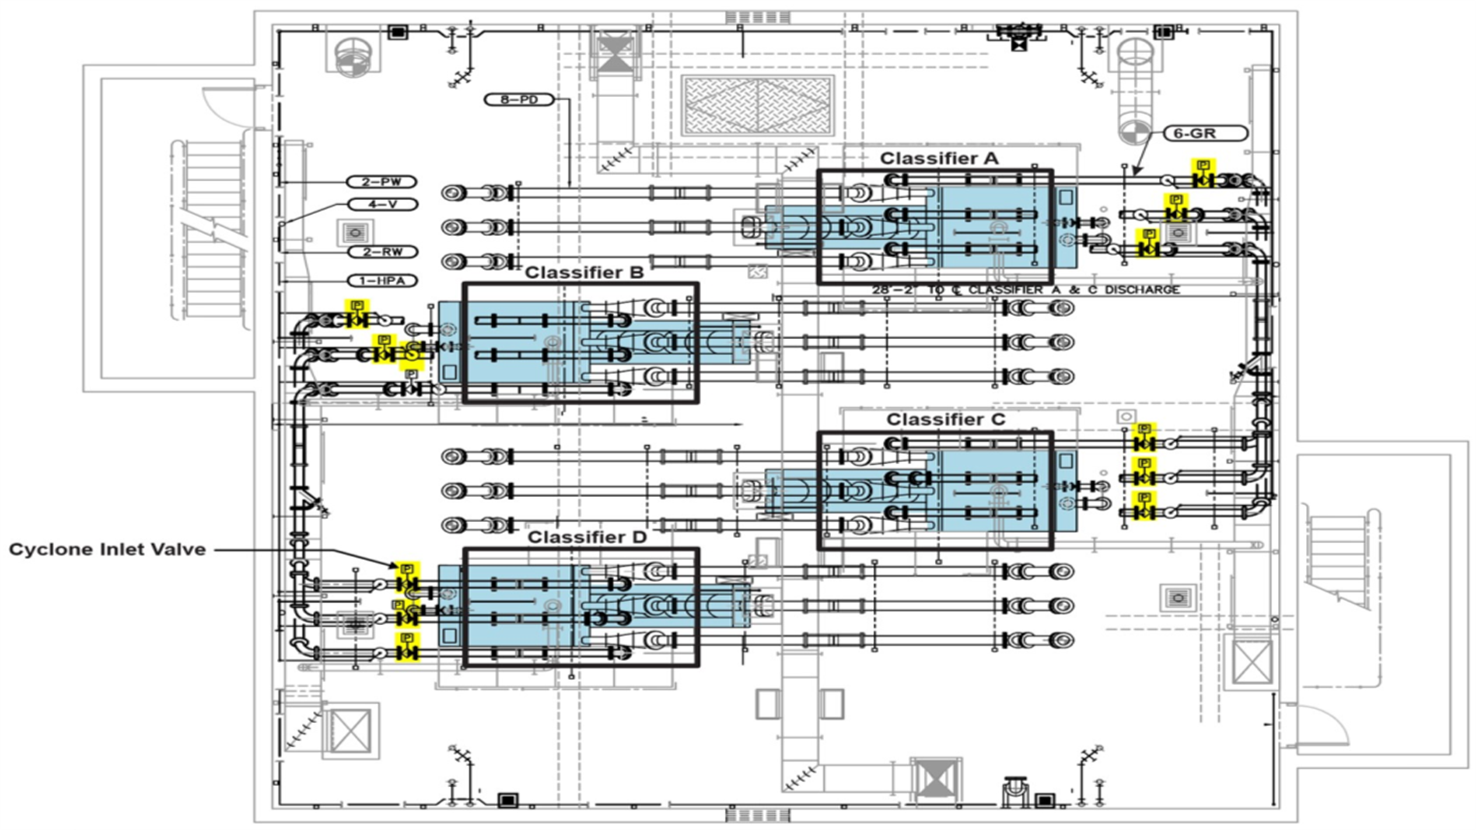 8-PD
6-GR
Classifier A
2-PW
4-V
2-RW
Classifier B
1-HPA
28'-2" TO ℄ CLASSIFIER A & C DISCHARGE
P
P
P
P
P
P
Classifier C
P
P
P
Classifier D
Cyclone Inlet Valve
P
P
P